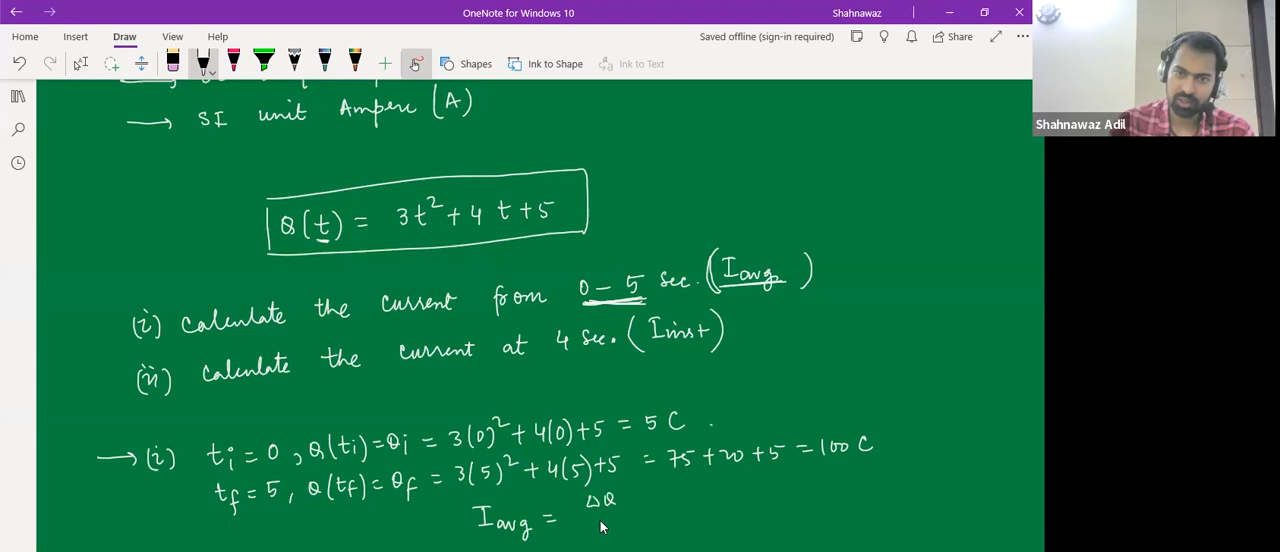 OneNote for Windows 10
Shahnawaz
Home Insert Draw View Help
Saved offline (sign-in required)
Share
Shapes
Ink to Shape
Ink to Text
→ SI unit Ampere (A)
Q(t) = 3t² + 4 t + 5
(i) Calculate the current from 0 – 5 sec. (Iavg)
(ii) Calculate the current at 4 sec. (Iinst)
→ (i) ti = 0, Q(ti) = Qi = 3(0)² + 4(0) + 5 = 5 C .
tf = 5, Q(tf) = Qf = 3(5)² + 4(5) + 5 = 75 + 20 + 5 = 100 C
Iavg = ΔQ
Shahnawaz Adil